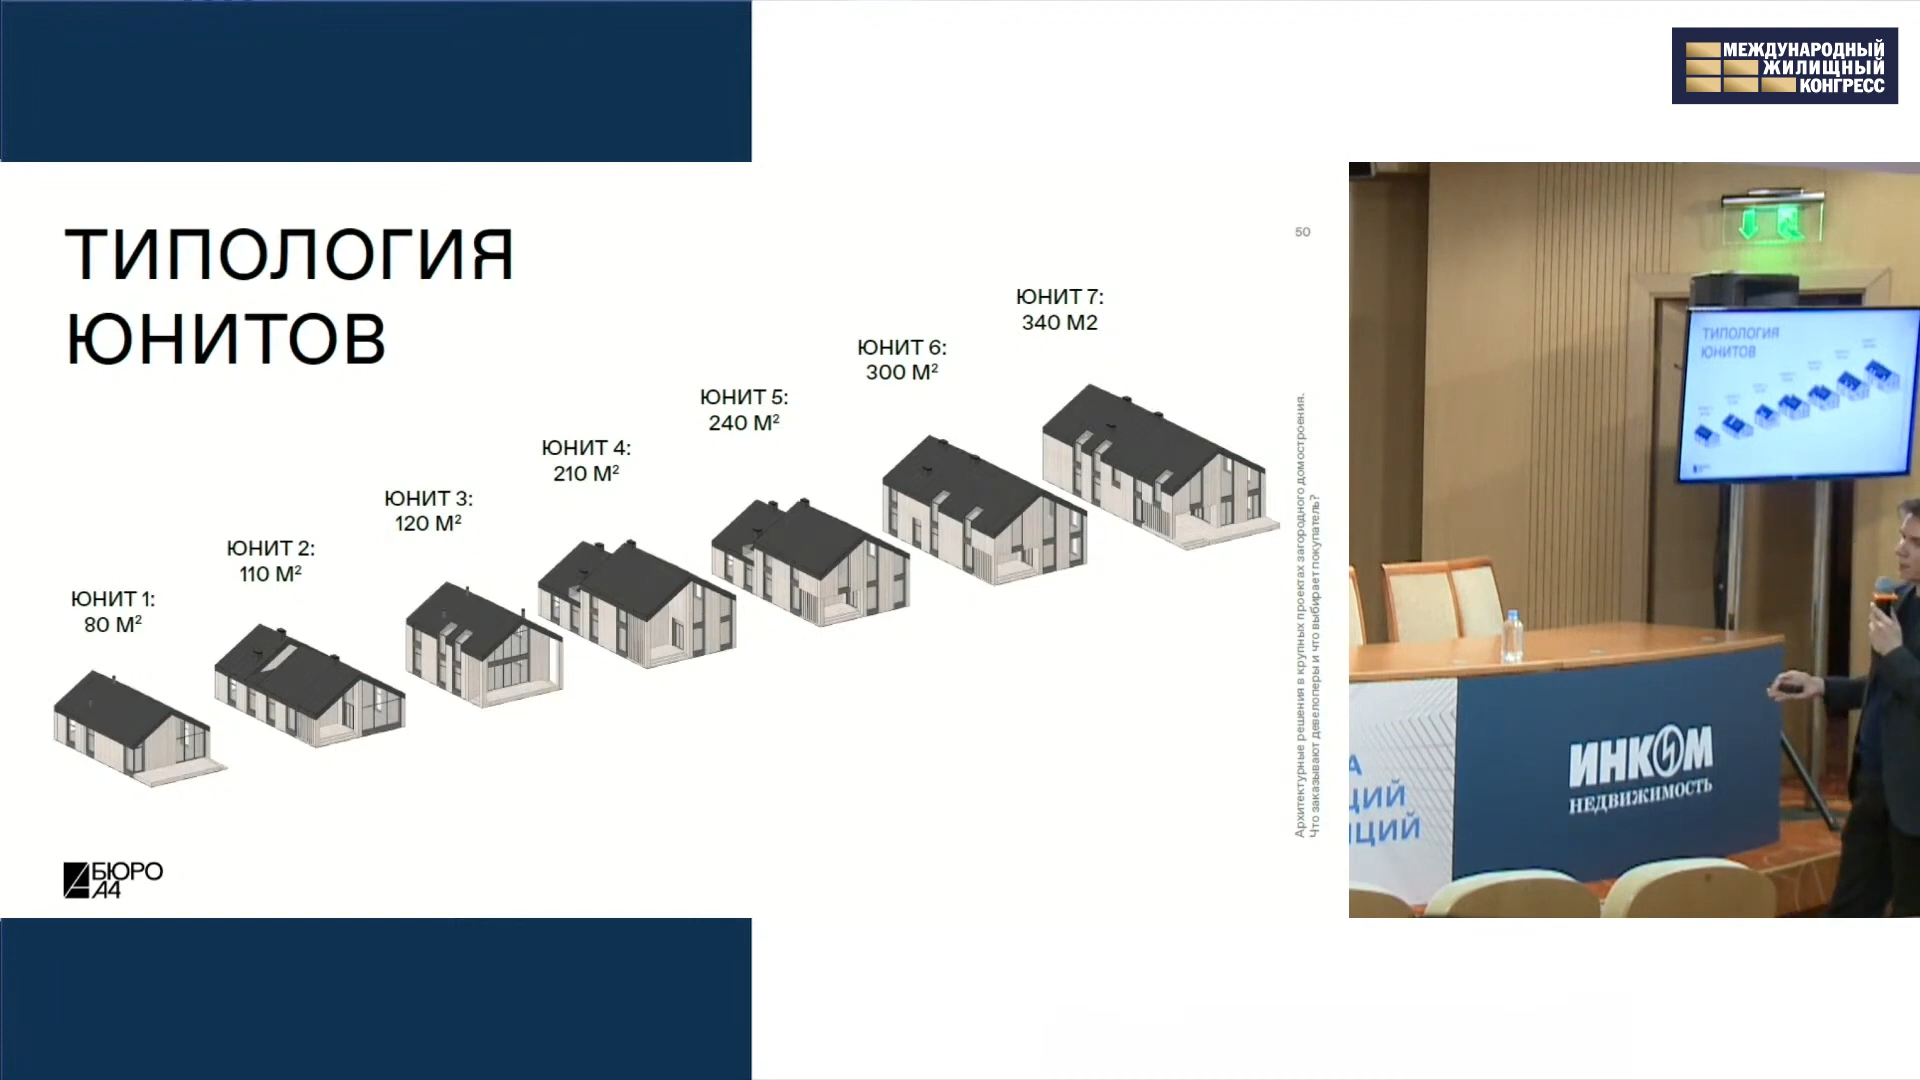 МЕЖДУНАРОДНЫЙ
ЖИЛИЩНЫЙ
КОНГРЕСС
ТИПОЛОГИЯ
ЮНИТОВ
50
ЮНИТ 1:
80 М²
ЮНИТ 2:
110 М²
ЮНИТ 3:
120 М²
ЮНИТ 4:
210 М²
ЮНИТ 5:
240 М²
ЮНИТ 6:
300 М²
ЮНИТ 7:
340 М2
Архитектурные решения в крупных проектах загородного домостроения.
Что заказывают девелоперы и что выбирает покупатель?
БЮРО
А4
ТИПОЛОГИЯ
ЮНИТОВ
ИНКОМ
НЕДВИЖИМОСТЬ